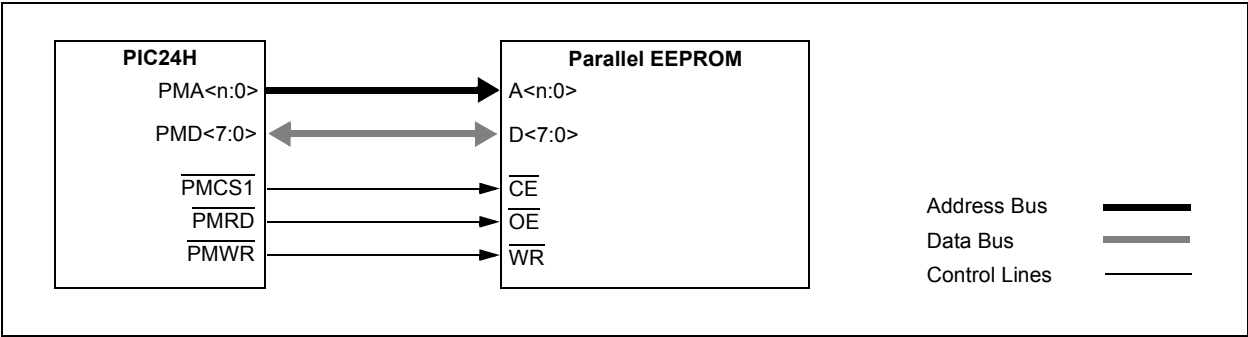 PIC24H
Parallel EEPROM
PMA<n:0>
A<n:0>
PMD<7:0>
D<7:0>
PMCS1
CE
PMRD
OE
PMWR
WR
Address Bus
Data Bus
Control Lines